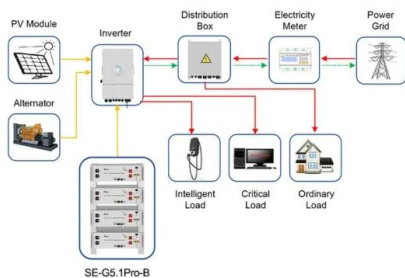 PV Module
Inverter
Distribution
Box
Electricity
Meter
Power
Grid
Alternator
Intelligent
Load
Critical
Load
Ordinary
Load
SE-G5.1Pro-B